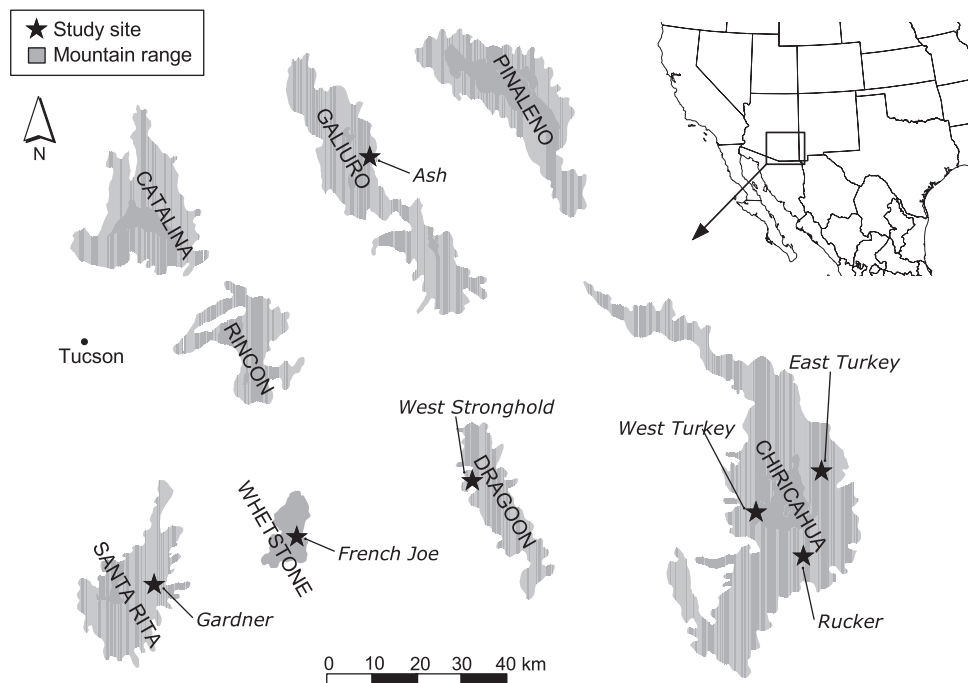 Study site
Mountain range
N
CATALINA
GALIURO
PINALENO
Ash
RINCON
Tucson
West Stronghold
East Turkey
West Turkey
DRAGOON
CHIRICAHUA
WHETSTONE
French Joe
SANTA RITA
Gardner
Rucker
0 10 20 30 40 km